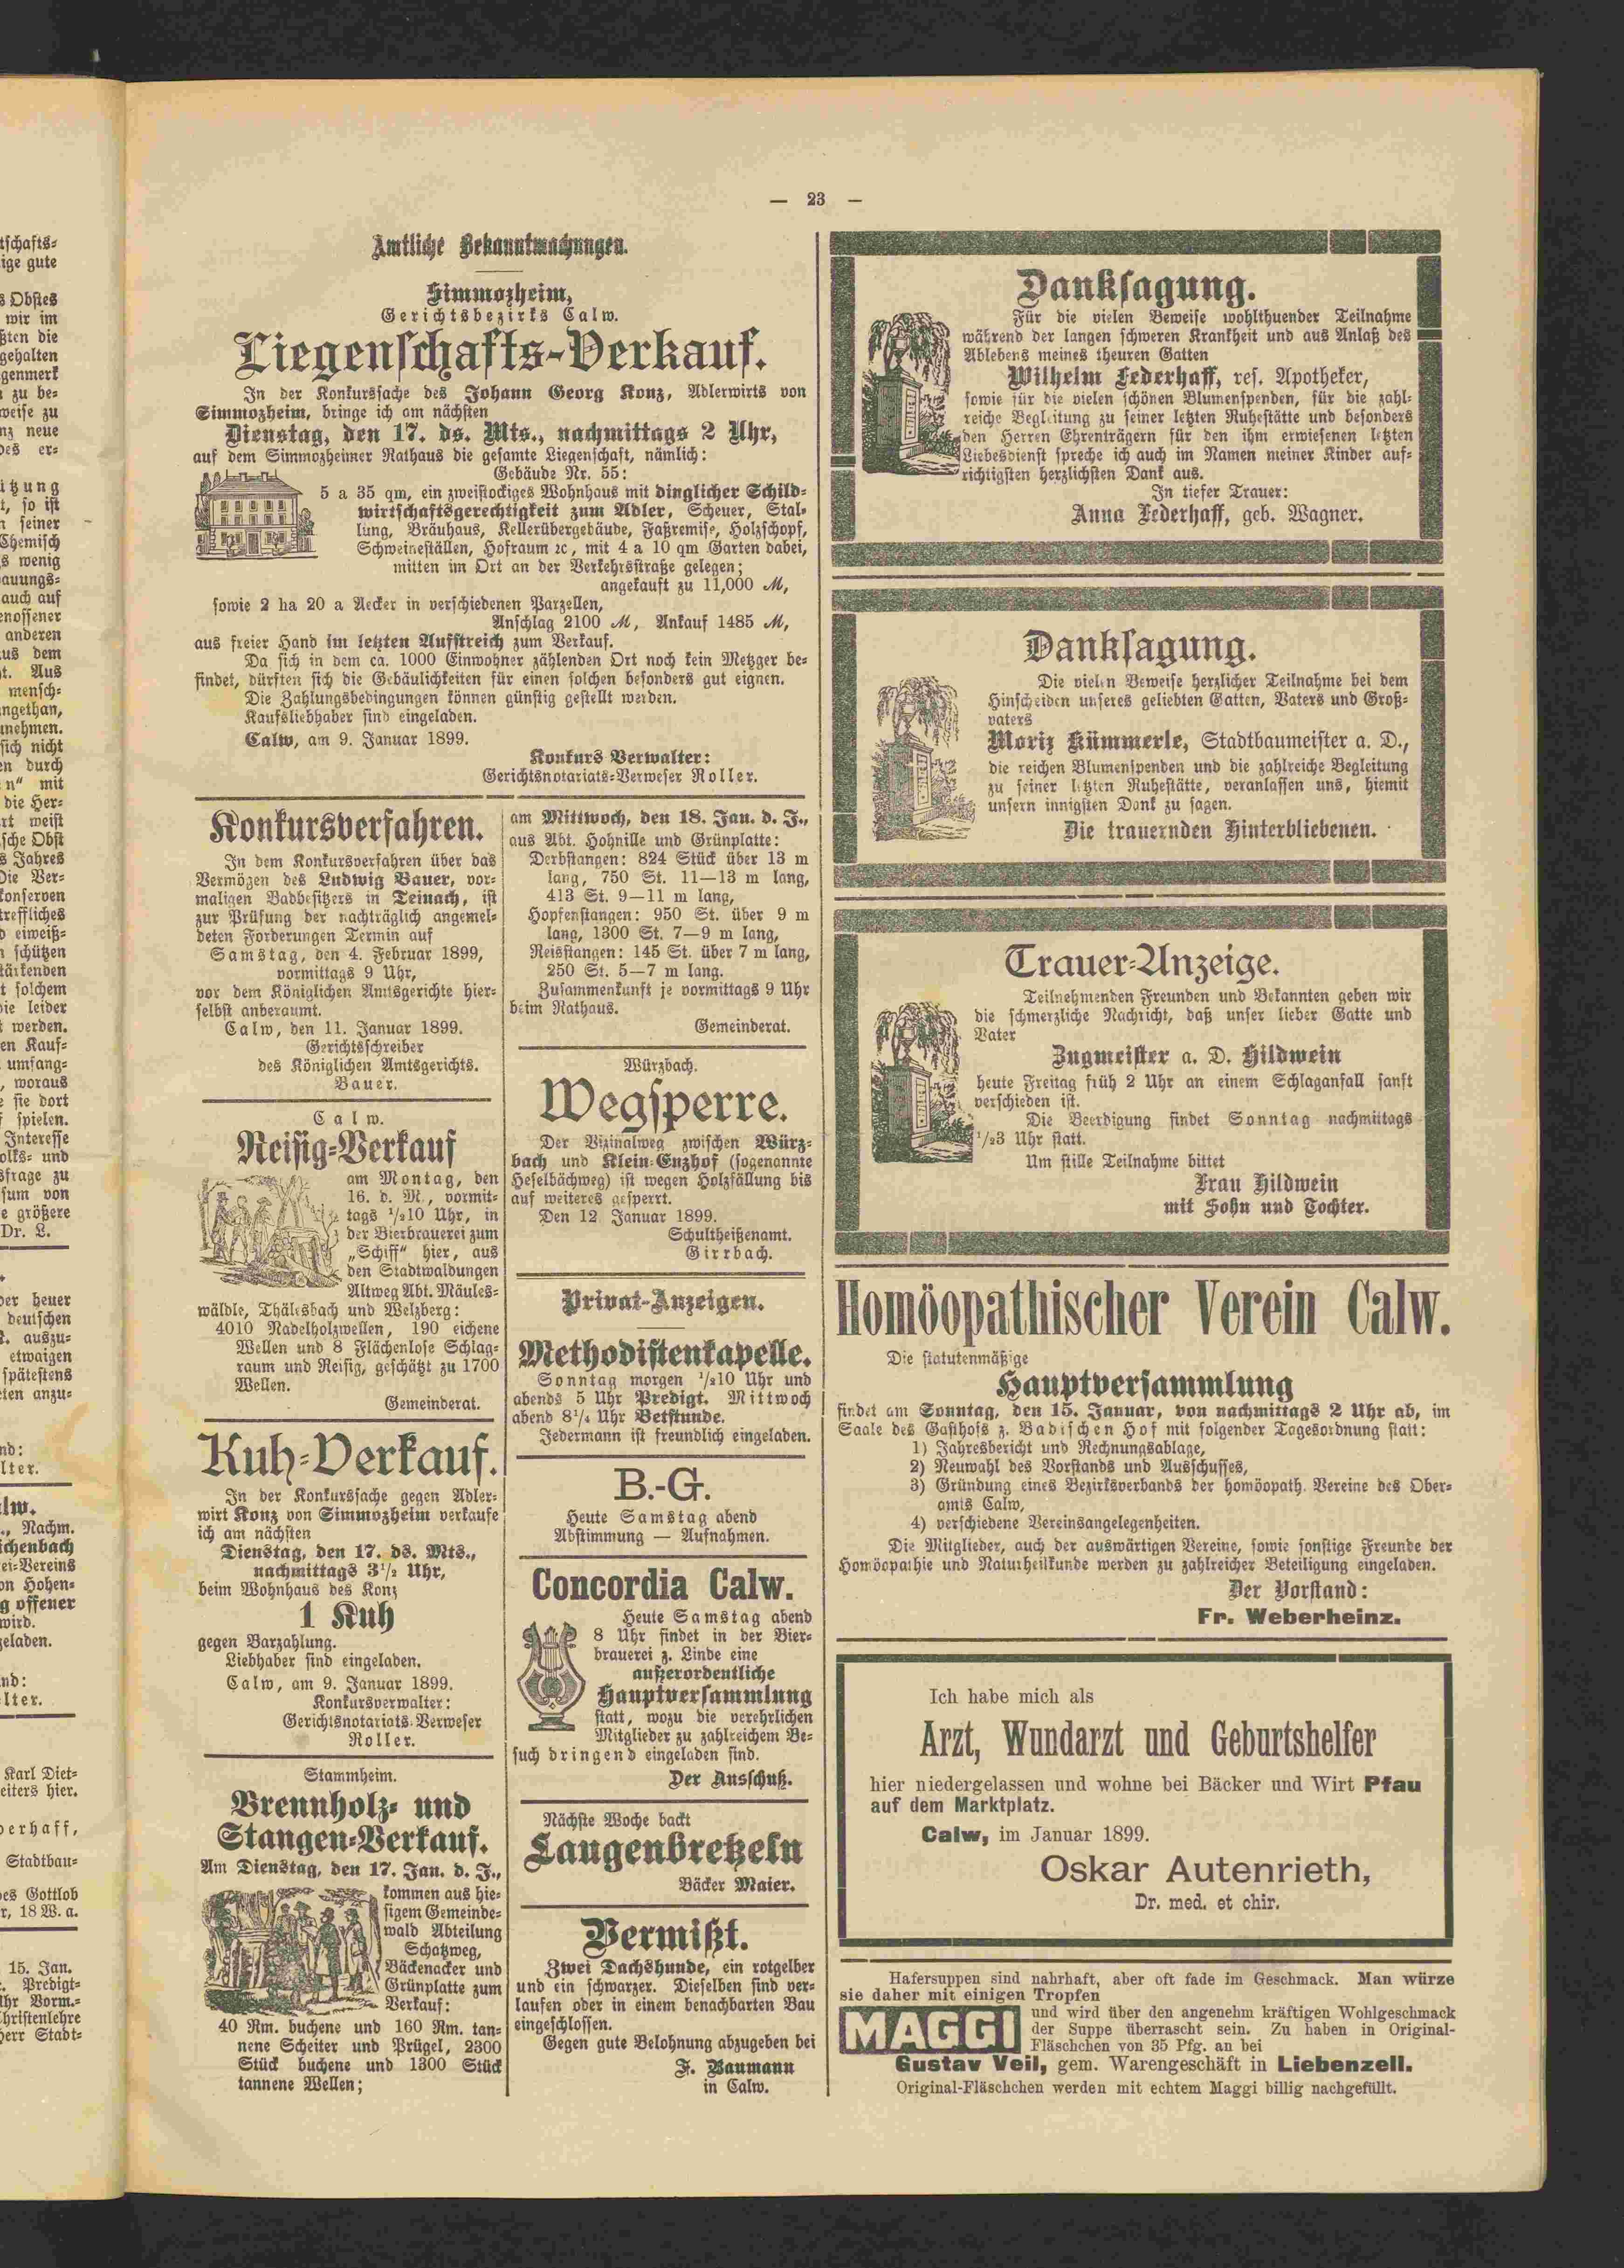 — 23 —
Amtliche Bekanntmachungen.
Simmozheim,
Gerichtsbezirks Calw.
Liegenschafts-Verkauf.
In der Konkurssache des Johann Georg Konz, Adlerwirts von
Simmozheim, bringe ich am nächsten
Dienstag, den 17. ds. Mts., nachmittags 2 Uhr,
auf dem Simmozheimer Rathaus die gesamte Liegenschaft, nämlich:
Gebäude Nr. 55:
5 a 35 qm, ein zweistockiges Wohnhaus mit dinglicher Schild-
wirtschaftsgerechtigkeit zum Adler, Scheuer, Stal-
lung, Bräuhaus, Kellerübergebäude, Faßremise, Holzschopf,
Schweineställen, Hofraum ꝛc, mit 4 a 10 qm Garten dabei,
mitten im Ort an der Verkehrsstraße gelegen;
angekauft zu 11,000 M,
sowie 2 ha 20 a Aecker in verschiedenen Parzellen,
Anschlag 2100 M, Ankauf 1485 M,
aus freier Hand im letzten Aufstreich zum Verkauf.
Da sich in dem ca. 1000 Einwohner zählenden Ort noch kein Metzger be-
findet, dürften sich die Gebäulichkeiten für einen solchen besonders gut eignen.
Die Zahlungsbedingungen können günstig gestellt werden.
Kaufsliebhaber sind eingeladen.
Calw, am 9. Januar 1899.
Konkurs Verwalter:
Gerichtsnotariats-Verweser Roller.
Konkursverfahren.
In dem Konkursverfahren über das
Vermögen des Ludwig Bauer, vor-
maligen Badbesitzers in Teinach, ist
zur Prüfung der nachträglich angemel-
deten Forderungen Termin auf
Samstag, den 4. Februar 1899,
vormittags 9 Uhr,
vor dem Königlichen Amtsgerichte hier-
selbst anberaumt.
Calw, den 11. Januar 1899.
Gerichtsschreiber
des Königlichen Amtsgerichts.
Bauer.
Calw.
Reisig-Verkauf
am Montag, den
16. d. M., vormit-
tags 1/210 Uhr, in
der Bierbrauerei zum
„Schiff“ hier, aus
den Stadtwaldungen
Altweg Abt. Mäules-
wäldle, Thälesbach und Welzberg:
4010 Nadelholzwellen, 190 eichene
Wellen und 8 Flächenlose Schlag-
raum und Reisig, geschätzt zu 1700
Wellen.
Gemeinderat.
Kuh-Verkauf.
In der Konkurssache gegen Adler-
wirt Konz von Simmozheim verkaufe
ich am nächsten
Dienstag, den 17. ds. Mts.,
nachmittags 3 1/2 Uhr,
beim Wohnhaus des Konz
1 Kuh
gegen Barzahlung.
Liebhaber sind eingeladen.
Calw, am 9. Januar 1899.
Konkursverwalter:
Gerichtsnotariats-Verweser
Roller.
Stammheim.
Brennholz- und
Stangen-Verkauf.
Am Dienstag, den 17. Jan. d. J.,
kommen aus hie-
sigem Gemeinde-
wald Abteilung
Schatzweg,
Bäckenacker und
Grünplatte zum
Verkauf:
40 Rm. buchene und 160 Rm. tan-
nene Scheiter und Prügel, 2300
Stück buchene und 1300 Stück
tannene Wellen;
am Mittwoch, den 18. Jan. d. J.,
aus Abt. Hohnille und Grünplatte:
Derbstangen: 824 Stück über 13 m
lang, 750 St. 11—13 m lang,
413 St. 9—11 m lang,
Hopfenstangen: 950 St. über 9 m
lang, 1300 St. 7—9 m lang,
Reisstangen: 145 St. über 7 m lang,
250 St. 5—7 m lang.
Zusammenkunft je vormittags 9 Uhr
beim Rathaus.
Gemeinderat.
Würzbach.
Wegsperre.
Der Vizinalweg zwischen Würz-
bach und Klein-Enzhof (sogenannte
Heselbächweg) ist wegen Holzfällung bis
auf weiteres gesperrt.
Den 12 Januar 1899.
Schultheißenamt.
Girrbach.
Privat-Anzeigen.
Methodistenkapelle.
Sonntag morgen 1/210 Uhr und
abends 5 Uhr Predigt. Mittwoch
abend 8 1/4 Uhr Betstunde.
Jedermann ist freundlich eingeladen.
B.-G.
Heute Samstag abend
Abstimmung — Aufnahmen.
Concordia Calw.
Heute Samstag abend
8 Uhr findet in der Bier-
brauerei z. Linde eine
außerordentliche
Hauptversammlung
statt, wozu die verehrlichen
Mitglieder zu zahlreichem Be-
such dringend eingeladen sind.
Der Ausschuß.
Nächste Woche backt
Laugenbretzeln
Bäcker Maier.
Vermißt.
Zwei Dachshunde, ein rotgelber
und ein schwarzer. Dieselben sind ver-
laufen oder in einem benachbarten Bau
eingeschlossen.
Gegen gute Belohnung abzugeben bei
F. Baumann
in Calw.
Danksagung.
Für die vielen Beweise wohlthuender Teilnahme
während der langen schweren Krankheit und aus Anlaß des
Ablebens meines theuren Gatten
Wilhelm Federhaff, res. Apotheker,
sowie für die vielen schönen Blumenspenden, für die zahl-
reiche Begleitung zu seiner letzten Ruhestätte und besonders
den Herren Ehrenträgern für den ihm erwiesenen letzten
Liebesdienst spreche ich auch im Namen meiner Kinder auf-
richtigsten herzlichsten Dank aus.
In tiefer Trauer:
Anna Federhaff, geb. Wagner.
Danksagung.
Die vielen Beweise herzlicher Teilnahme bei dem
Hinscheiden unseres geliebten Gatten, Vaters und Groß-
vaters
Moriz Kümmerle, Stadtbaumeister a. D.,
die reichen Blumenspenden und die zahlreiche Begleitung
zu seiner letzten Ruhestätte, veranlassen uns, hiemit
unsern innigsten Dank zu sagen.
Die trauernden Hinterbliebenen.
Trauer-Anzeige.
Teilnehmenden Freunden und Bekannten geben wir
die schmerzliche Nachricht, daß unser lieber Gatte und
Vater
Zugmeister a. D. Hildwein
heute Freitag früh 2 Uhr an einem Schlaganfall sanft
verschieden ist.
Die Beerdigung findet Sonntag nachmittags
1/23 Uhr statt.
Um stille Teilnahme bittet
Frau Hildwein
mit Sohn und Tochter.
Homöopathischer Verein Calw.
Die statutenmäßige
Hauptversammlung
findet am Sonntag, den 15. Januar, von nachmittags 2 Uhr ab, im
Saale des Gasthofs z. Badischen Hof mit folgender Tagesordnung statt:
1) Jahresbericht und Rechnungsablage,
2) Neuwahl des Vorstands und Ausschusses,
3) Gründung eines Bezirksverbands der homöopath. Vereine des Ober-
amts Calw,
4) verschiedene Vereinsangelegenheiten.
Die Mitglieder, auch der auswärtigen Vereine, sowie sonstige Freunde der
Homöopathie und Naturheilkunde werden zu zahlreicher Beteiligung eingeladen.
Der Vorstand:
Fr. Weberheinz.
Ich habe mich als
Arzt, Wundarzt und Geburtshelfer
hier niedergelassen und wohne bei Bäcker und Wirt Pfau
auf dem Marktplatz.
Calw, im Januar 1899.
Oskar Autenrieth,
Dr. med. et chir.
Hafersuppen sind nahrhaft, aber oft fade im Geschmack. Man würze
sie daher mit einigen Tropfen
MAGGI
und wird über den angenehm kräftigen Wohlgeschmack
der Suppe überrascht sein. Zu haben in Original-
Fläschchen von 35 Pfg. an bei
Gustav Veil, gem. Warengeschäft in Liebenzell.
Original-Fläschchen werden mit echtem Maggi billig nachgefüllt.